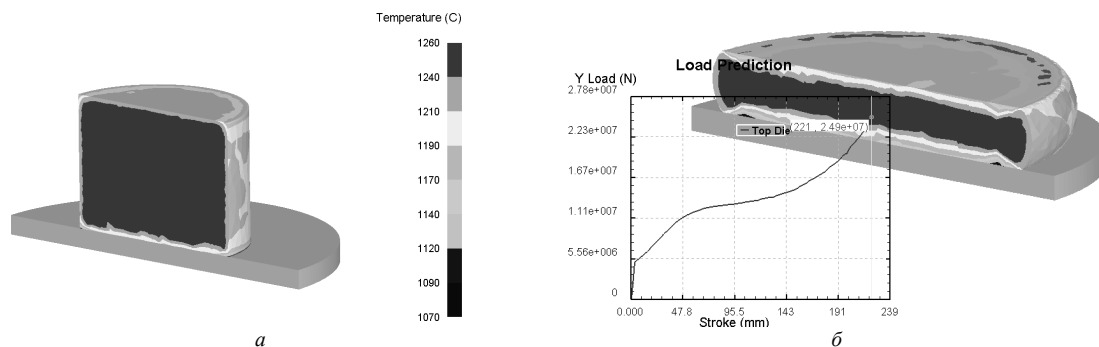 Temperature (C)
1260
1240
1210
1190
1170
1140
1120
1090
1070
а
Load Prediction
Y Load (N)
2.78e+007
2.23e+007
1.67e+007
1.11e+007
5.56e+006
0
Top Die
(221 , 2.49e+07)
0.000 47.8 95.5 143 191 239
Stroke (mm)
б